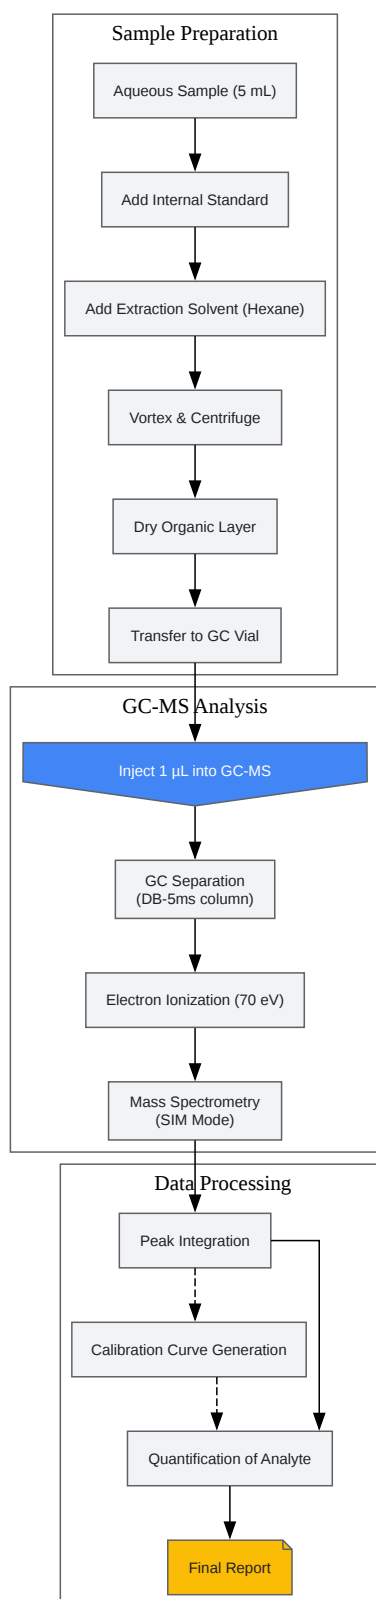 Sample Preparation
Aqueous Sample (5 mL)
Add Internal Standard
Add Extraction Solvent (Hexane)
Vortex & Centrifuge
Dry Organic Layer
Transfer to GC Vial
GC-MS Analysis
Inject 1 µL into GC-MS
GC Separation
(DB-5ms column)
Electron Ionization (70 eV)
Mass Spectrometry
(SIM Mode)
Data Processing
Peak Integration
Calibration Curve Generation
Quantification of Analyte
Final Report